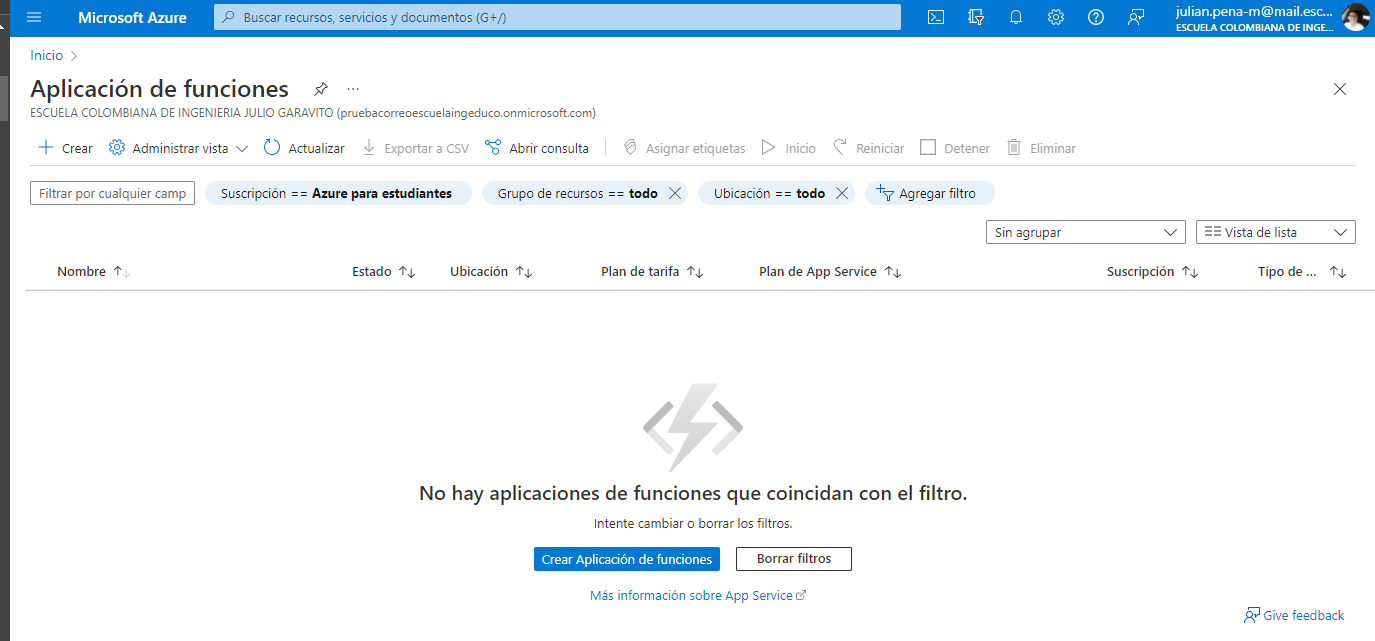 Microsoft Azure
Buscar recursos, servicios y documentos (G+/)
julian.pena-m@mail.esc...
ESCUELA COLOMBIANA DE INGE...
Inicio
Aplicación de funciones
ESCUELA COLOMBIANA DE INGENIERIA JULIO GARAVITO (pruebacorreoescuelaingeduco.onmicrosoft.com)
Crear Administrar vista Actualizar Exportar a CSV Abrir consulta Asignar etiquetas Inicio Reiniciar Detener Eliminar
Filtrar por cualquier camp Suscripción == Azure para estudiantes Grupo de recursos == todo Ubicación == todo Agregar filtro
Sin agrupar Vista de lista
Nombre Estado Ubicación Plan de tarifa Plan de App Service Suscripción Tipo de ...
No hay aplicaciones de funciones que coincidan con el filtro.
Intente cambiar o borrar los filtros.
Crear Aplicación de funciones Borrar filtros
Más información sobre App Service
Give feedback